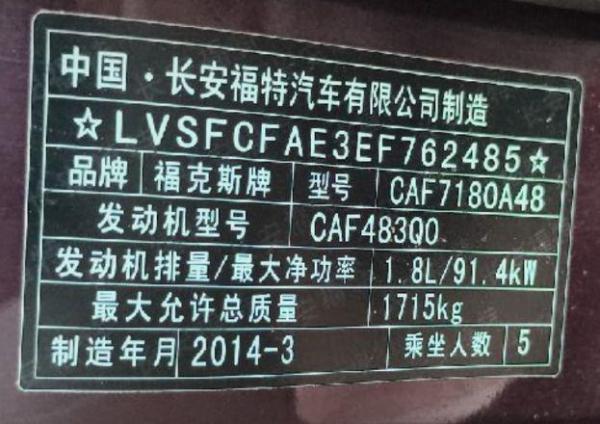 中国·长安福特汽车有限公司制造
☆LVSFCFAE3EF762485☆
品牌 福克斯牌 型号 CAF7180A48
发动机型号 CAF483Q0
发动机排量/最大净功率 1.8L/91.4kW
最大允许总质量 1715kg
制造年月 2014-3 乘坐人数 5